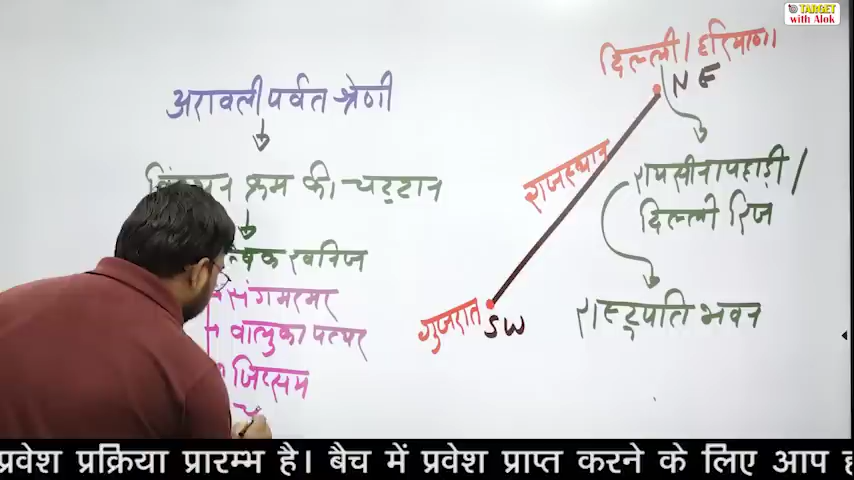 TARGET
with Alok
अरावली पर्वत श्रेणी
क्रम की चट्टान
खनिज
संगमरमर
बालुका पत्थर
जिप्सम
दिल्ली / हरियाणा
N E
राजस्थान
गुजरात
SW
रायसीना पहाड़ी /
दिल्ली रिज
राष्ट्रपति भवन
प्रवेश प्रक्रिया प्रारम्भ है। बैच में प्रवेश प्राप्त करने के लिए आप